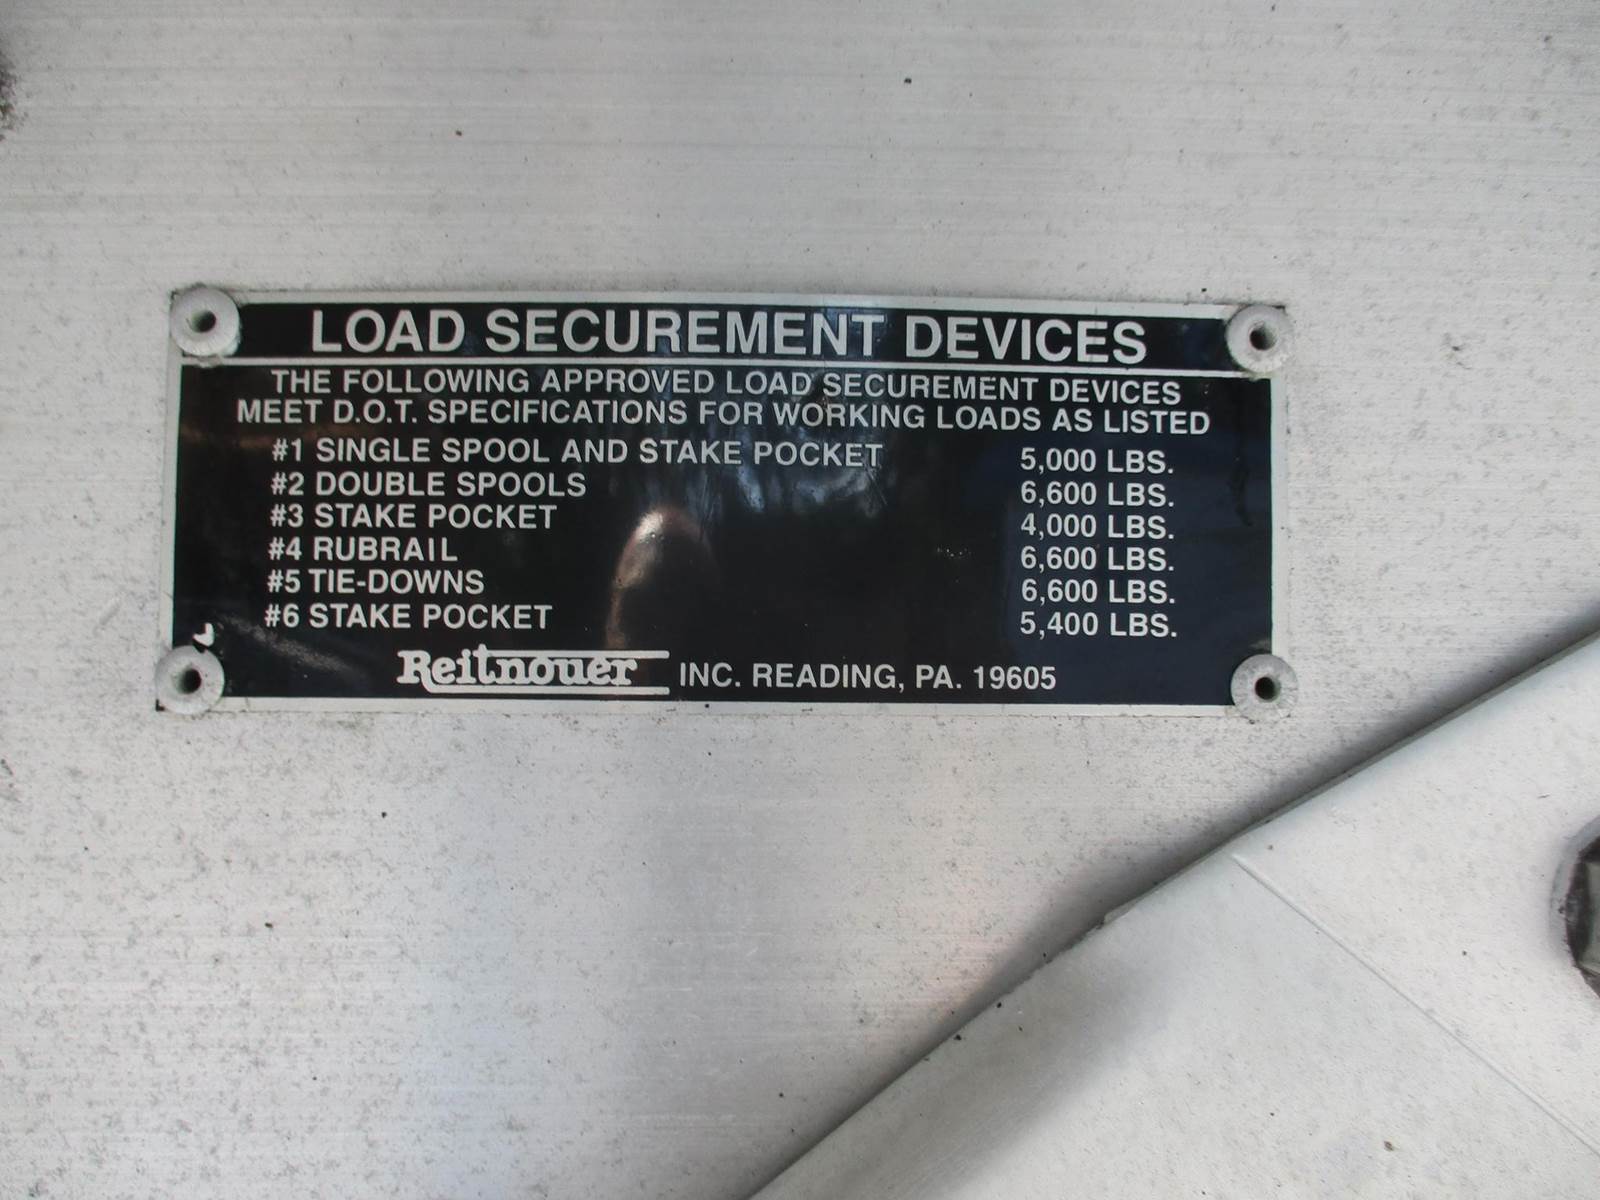 LOAD SECUREMENT DEVICES
THE FOLLOWING APPROVED LOAD SECUREMENT DEVICES
MEET D.O.T. SPECIFICATIONS FOR WORKING LOADS AS LISTED
#1 SINGLE SPOOL AND STAKE POCKET 5,000 LBS.
#2 DOUBLE SPOOLS 6,600 LBS.
#3 STAKE POCKET 4,000 LBS.
#4 RUBRAIL 6,600 LBS.
#5 TIE-DOWNS 6,600 LBS.
#6 STAKE POCKET 5,400 LBS.
Reitnouer INC. READING, PA. 19605